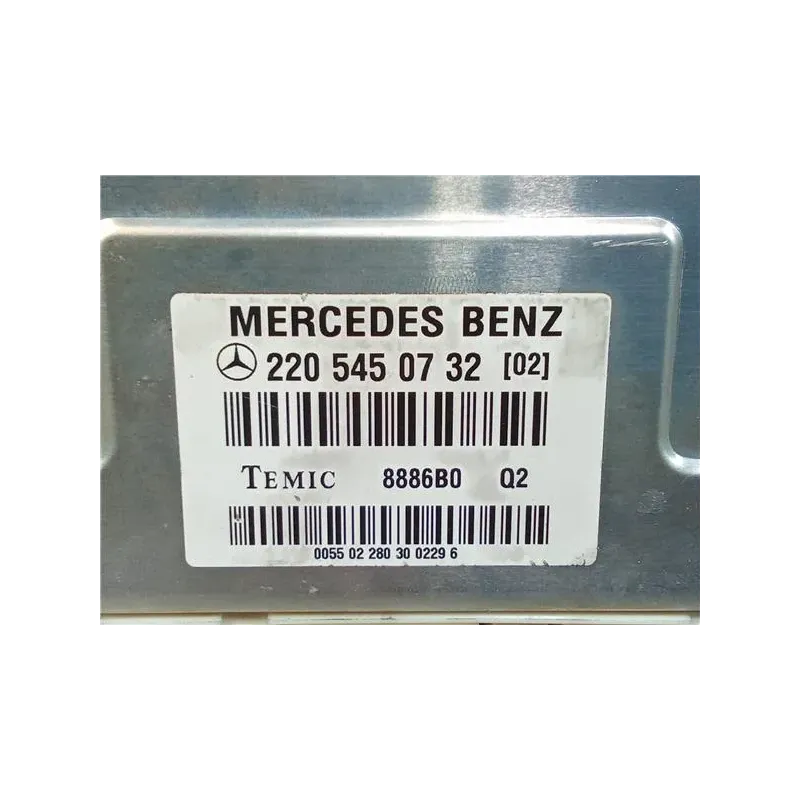 MERCEDES BENZ
220 545 07 32 [02]
TEMIC 8886B0 Q2
0055 02 280 30 0229 6